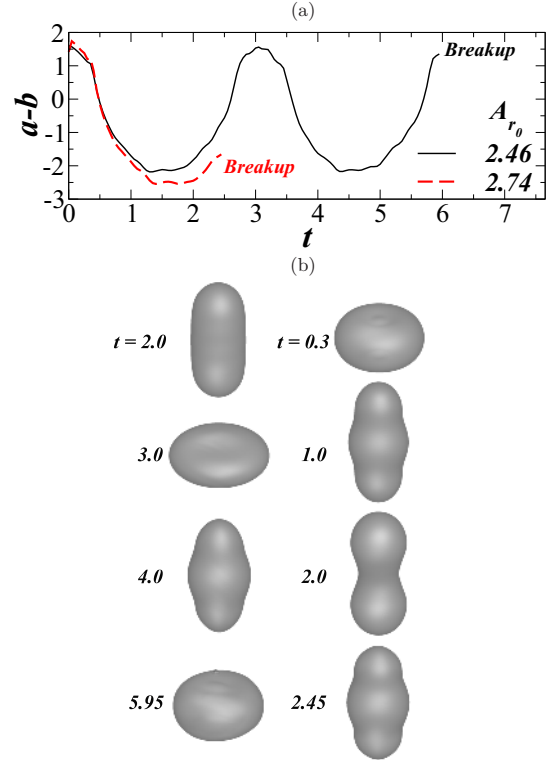 (a)
2
1
0
-1
-2
-3
a-b
Breakup
Breakup
A_{r_0}
2.46
2.74
0 1 2 3 4 5 6 7
t
(b)
t = 2.0
t = 0.3
3.0
1.0
4.0
2.0
5.95
2.45